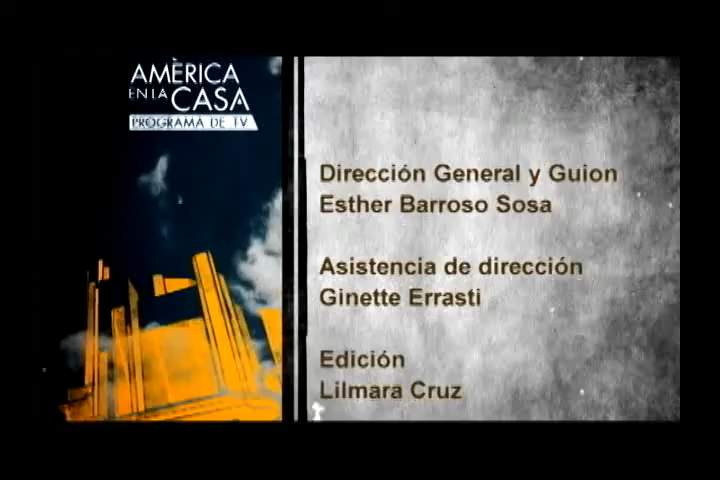 AMÈRICA
EN LA CASA
PROGRAMA DE TV
Dirección General y Guion
Esther Barroso Sosa
Asistencia de dirección
Ginette Errasti
Edición
Lilmara Cruz